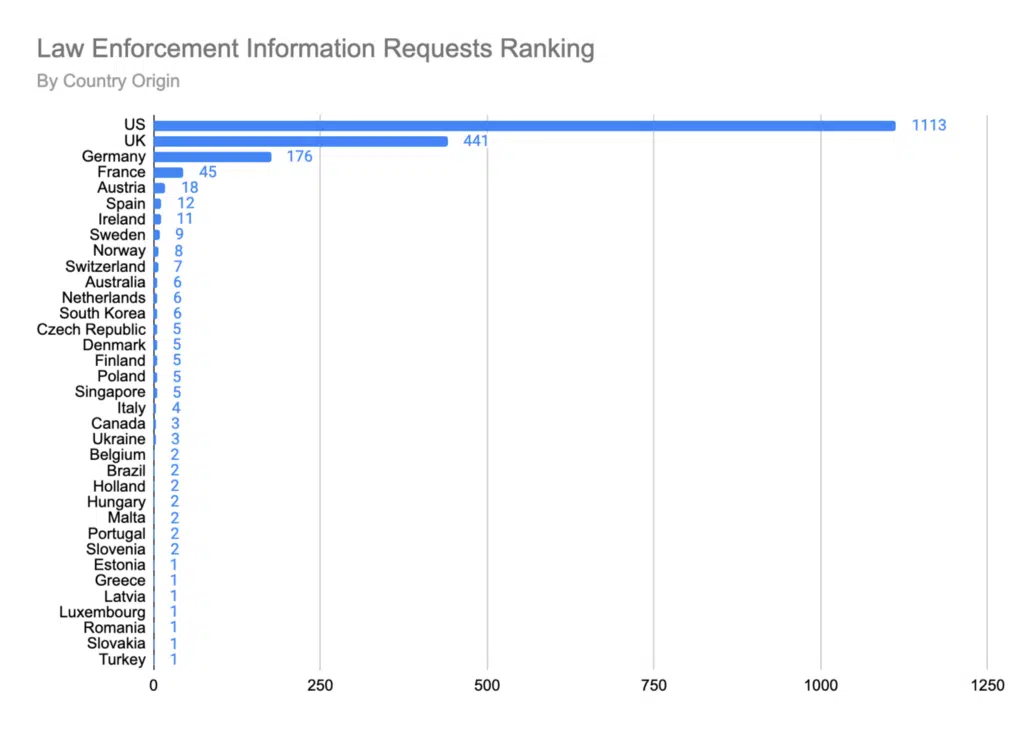 Law Enforcement Information Requests Ranking
By Country Origin
US 1113
UK 441
Germany 176
France 45
Austria 18
Spain 12
Ireland 11
Sweden 9
Norway 8
Switzerland 7
Australia 6
Netherlands 6
South Korea 6
Czech Republic 5
Denmark 5
Finland 5
Poland 5
Singapore 5
Italy 4
Canada 3
Ukraine 3
Belgium 2
Brazil 2
Holland 2
Hungary 2
Malta 2
Portugal 2
Slovenia 2
Estonia 1
Greece 1
Latvia 1
Luxembourg 1
Romania 1
Slovakia 1
Turkey 1
0 250 500 750 1000 1250